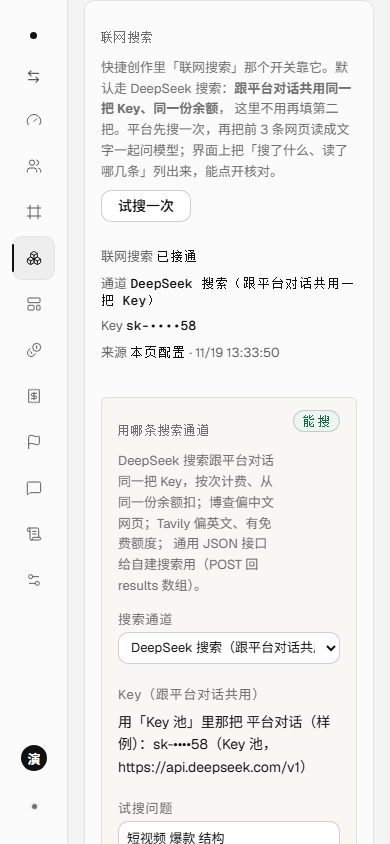 联网搜索
快捷创作里「联网搜索」那个开关靠它。默
认走 DeepSeek 搜索：跟平台对话共用同一
把 Key、同一份余额， 这里不用再填第二
把。平台先搜一次，再把前 3 条网页读成文
字一起问模型；界面上把「搜了什么、读了
哪几条」列出来，能点开核对。
试搜一次
联网搜索 已接通
通道 DeepSeek 搜索（跟平台对话共用一
把 Key）
Key sk-••••58
来源 本页配置 · 11/19 13:33:50
能搜
用哪条搜索通道
DeepSeek 搜索跟平台对话
同一把 Key，按次计费、从
同一份余额扣；博查偏中文
网页；Tavily 偏英文、有免
费额度； 通用 JSON 接口
给自建搜索用（POST 回
results 数组）。
搜索通道
DeepSeek 搜索（跟平台对话共用
Key（跟平台对话共用）
用「Key 池」里那把 平台对话（样
例）：sk-••••58（Key 池，
https://api.deepseek.com/v1）
试搜问题
短视频 爆款 结构
演